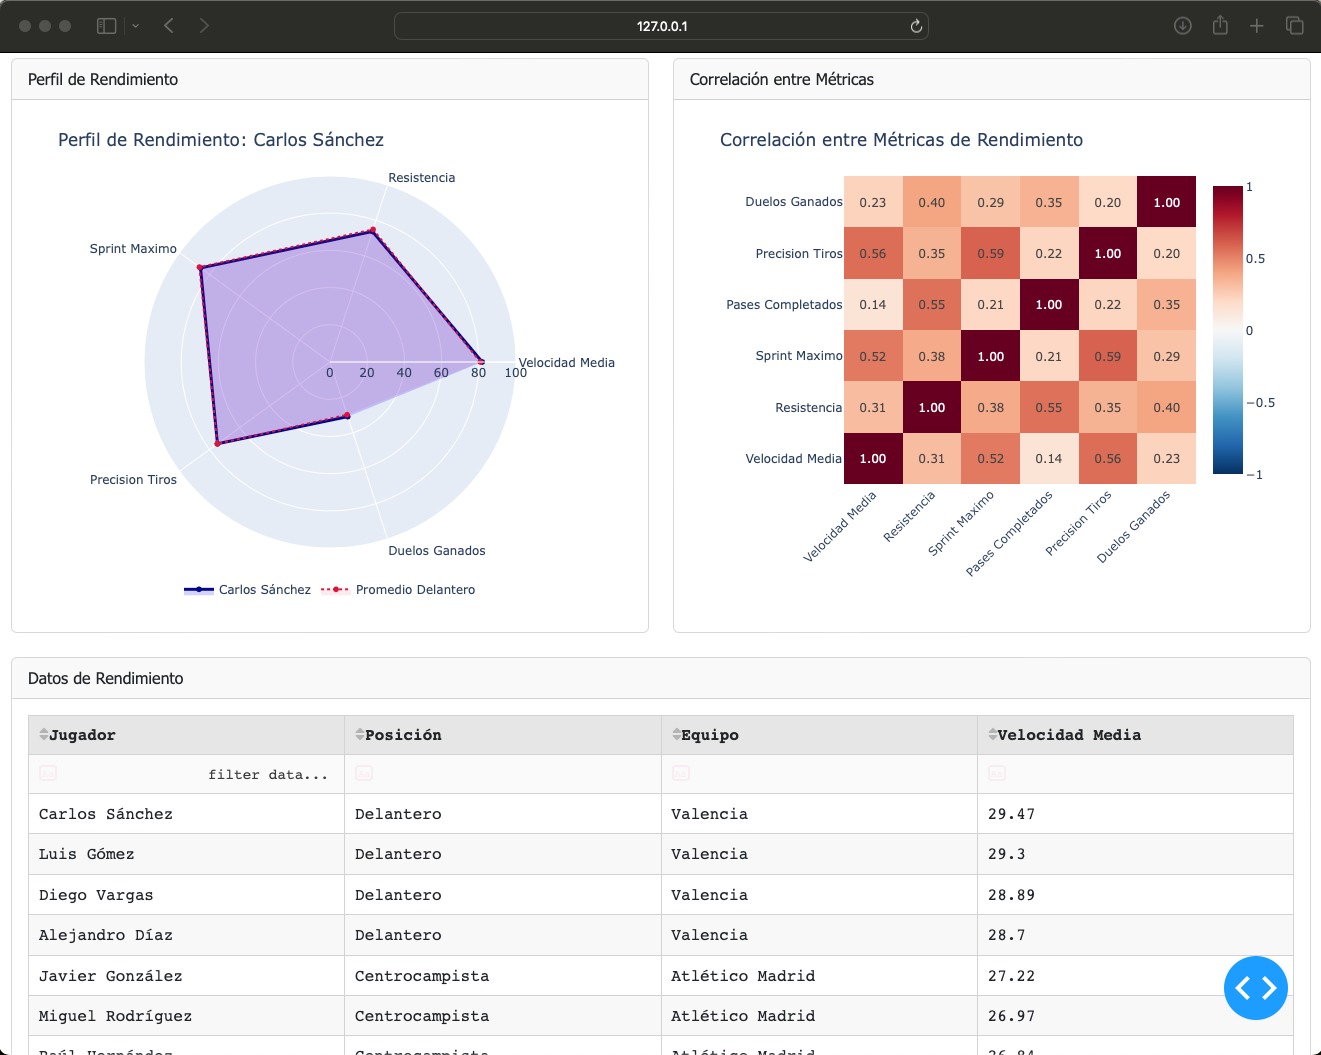 127.0.0.1
Perfil de Rendimiento
Perfil de Rendimiento: Carlos Sánchez
Resistencia
Sprint Maximo
Velocidad Media
0 20 40 60 80 100
Precision Tiros
Duelos Ganados
Carlos Sánchez Promedio Delantero
Correlación entre Métricas
Correlación entre Métricas de Rendimiento
Duelos Ganados 0.23 0.40 0.29 0.35 0.20 1.00
Precision Tiros 0.56 0.35 0.59 0.22 1.00 0.20
Pases Completados 0.14 0.55 0.21 1.00 0.22 0.35
Sprint Maximo 0.52 0.38 1.00 0.21 0.59 0.29
Resistencia 0.31 1.00 0.38 0.55 0.35 0.40
Velocidad Media 1.00 0.31 0.52 0.14 0.56 0.23
Velocidad Media
Resistencia
Sprint Maximo
Pases Completados
Precision Tiros
Duelos Ganados
1
0.5
0
−0.5
−1
Datos de Rendimiento
Jugador Posición Equipo Velocidad Media
Aa filter data... Aa Aa Aa
Carlos Sánchez Delantero Valencia 29.47
Luis Gómez Delantero Valencia 29.3
Diego Vargas Delantero Valencia 28.89
Alejandro Díaz Delantero Valencia 28.7
Javier González Centrocampista Atlético Madrid 27.22
Miguel Rodríguez Centrocampista Atlético Madrid 26.97